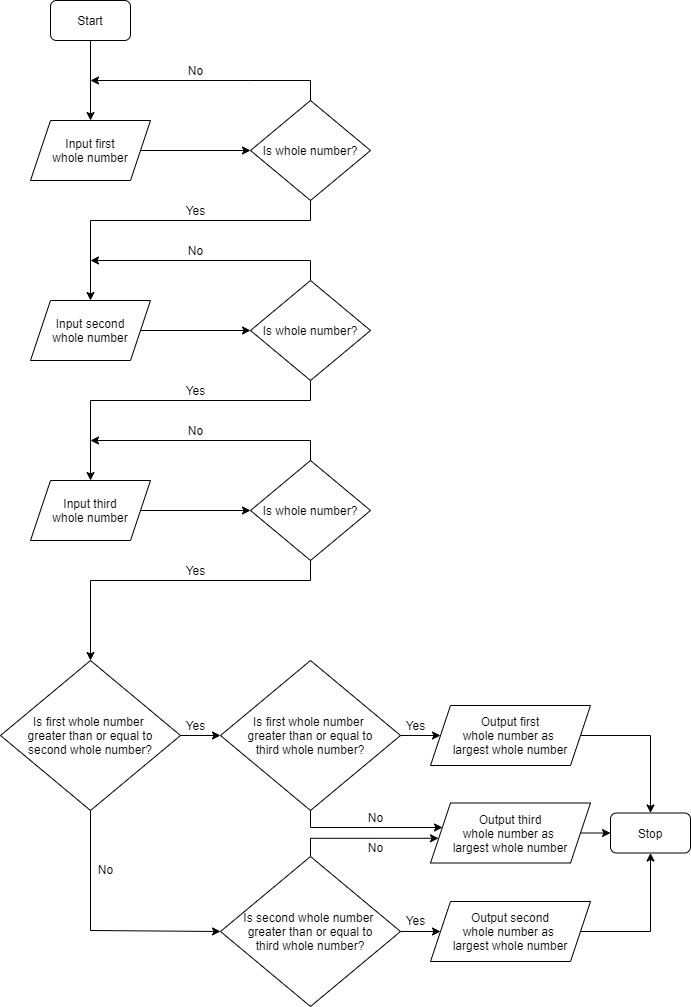 Start
No
Input first
whole number
Is whole number?
Yes
No
Input second
whole number
Is whole number?
Yes
No
Input third
whole number
Is whole number?
Yes
Is first whole number
greater than or equal to
second whole number?
Yes
Is first whole number
greater than or equal to
third whole number?
Yes
Output first
whole number as
largest whole number
No
Output third
whole number as
largest whole number
Stop
No
No
Is second whole number
greater than or equal to
third whole number?
Yes
Output second
whole number as
largest whole number